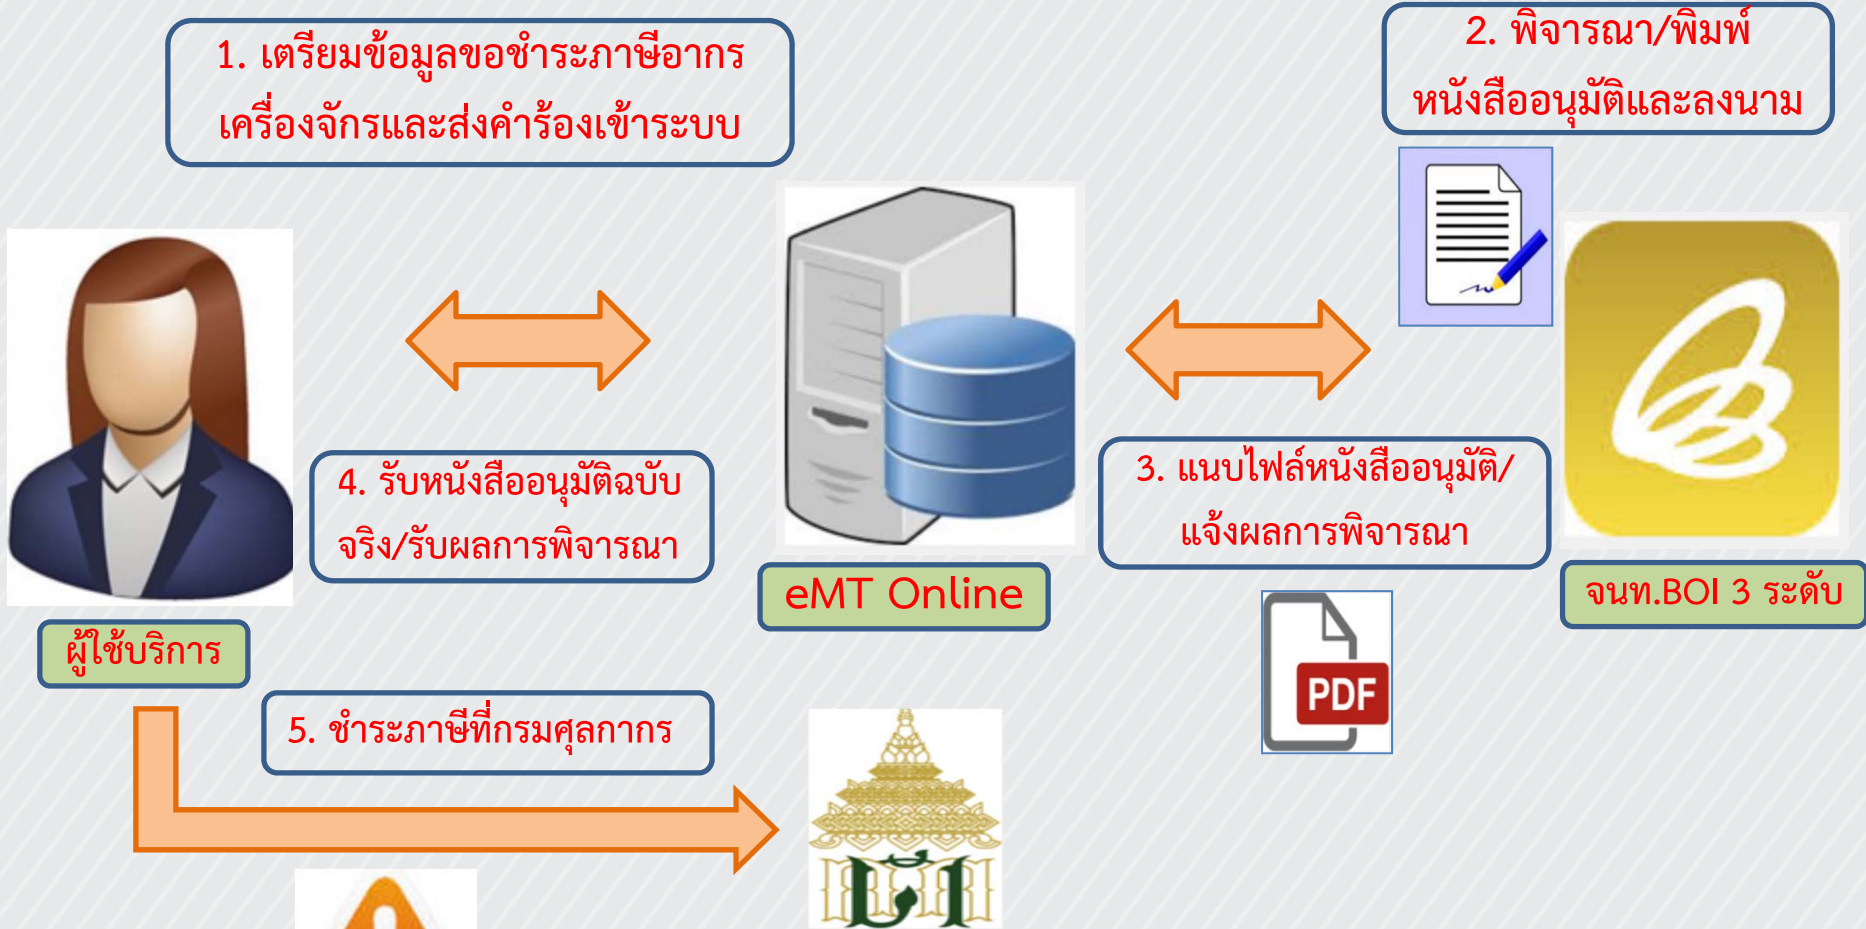 1. เตรียมข้อมูลขอชำระภาษีอากร
เครื่องจักรและส่งคำร้องเข้าระบบ
2. พิจารณา/พิมพ์
หนังสืออนุมัติและลงนาม
4. รับหนังสืออนุมัติฉบับ
จริง/รับผลการพิจารณา
3. แนบไฟล์หนังสืออนุมัติ/
แจ้งผลการพิจารณา
eMT Online
จนท.BOI 3 ระดับ
ผู้ใช้บริการ
PDF
5. ชำระภาษีที่กรมศุลกากร